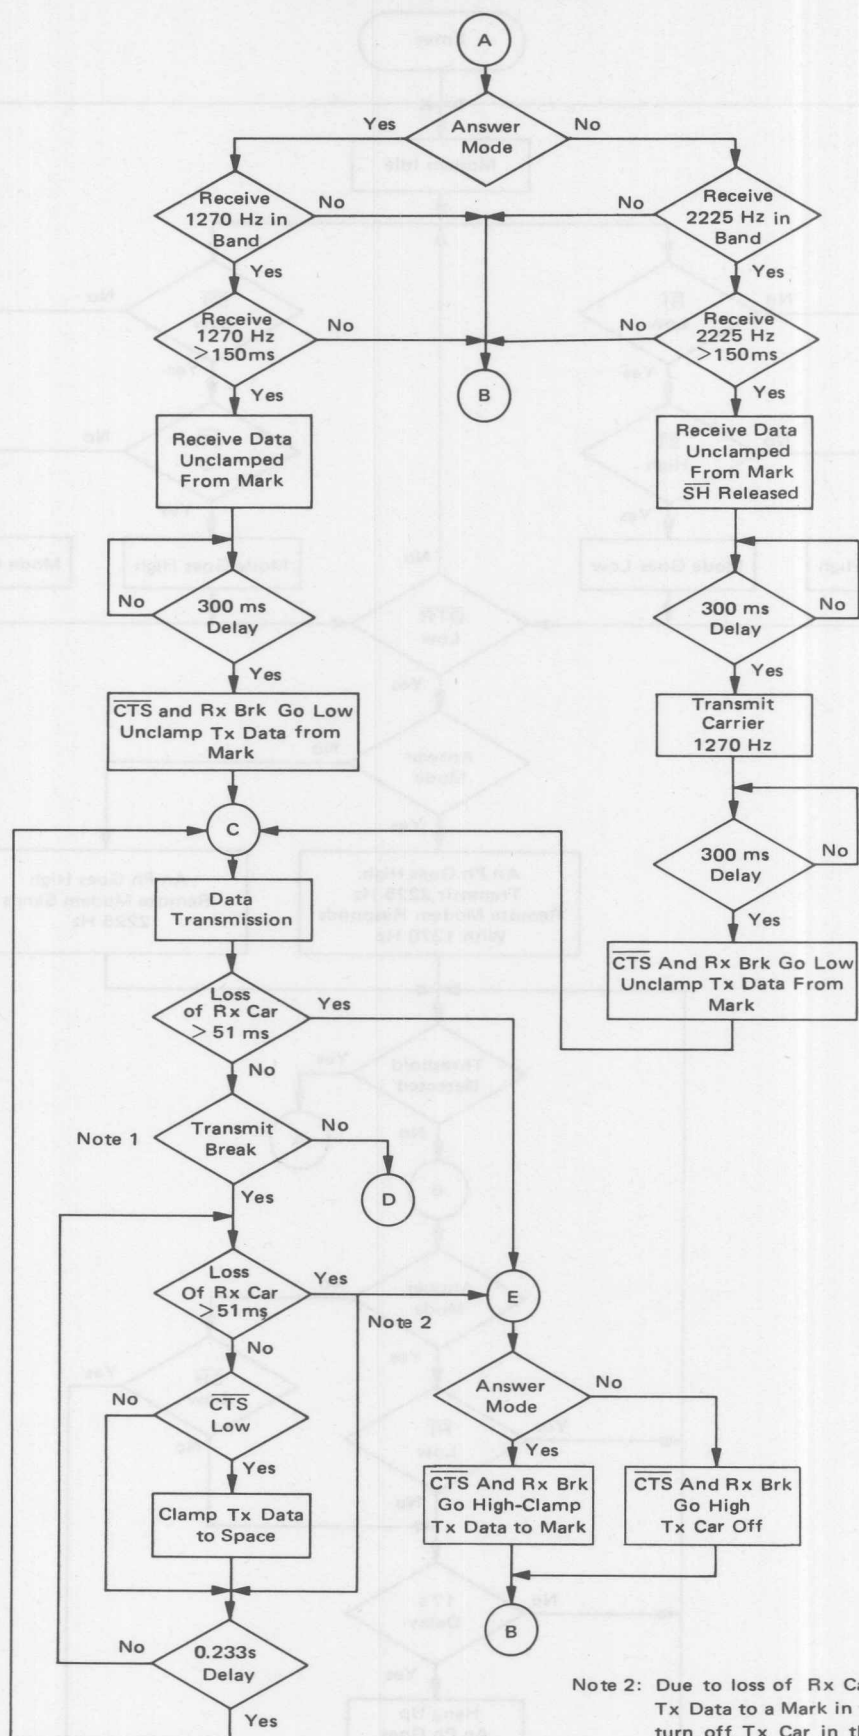 A
Answer
Mode
Yes
No
Receive
1270 Hz in
Band
No
No
Receive
2225 Hz in
Band
Yes
Yes
Receive
1270 Hz
>150ms
No
No
Receive
2225 Hz
>150ms
B
Yes
Yes
Receive Data
Unclamped
From Mark
Receive Data
Unclamped
From Mark
S̅H̅ Released
No
300 ms
Delay
300 ms
Delay
No
Yes
Yes
C̅T̅S̅ and Rx Brk Go Low
Unclamp Tx Data from
Mark
Transmit
Carrier
1270 Hz
C
300 ms
Delay
No
Data
Transmission
Yes
C̅T̅S̅ And Rx Brk Go Low
Unclamp Tx Data From
Mark
Loss
of Rx Car
> 51 ms
Yes
No
Note 1
Transmit
Break
No
D
Yes
Loss
Of Rx Car
>51ms
Yes
Note 2
E
No
No
C̅T̅S̅
Low
Answer
Mode
No
Yes
Yes
Clamp Tx Data
to Space
C̅T̅S̅ And Rx Brk
Go High-Clamp
Tx Data to Mark
C̅T̅S̅ And Rx Brk
Go High
Tx Car Off
B
No
0.233s
Delay
Yes
Note 2: Due to loss of Rx Ca
Tx Data to a Mark in
turn off Tx Car in th